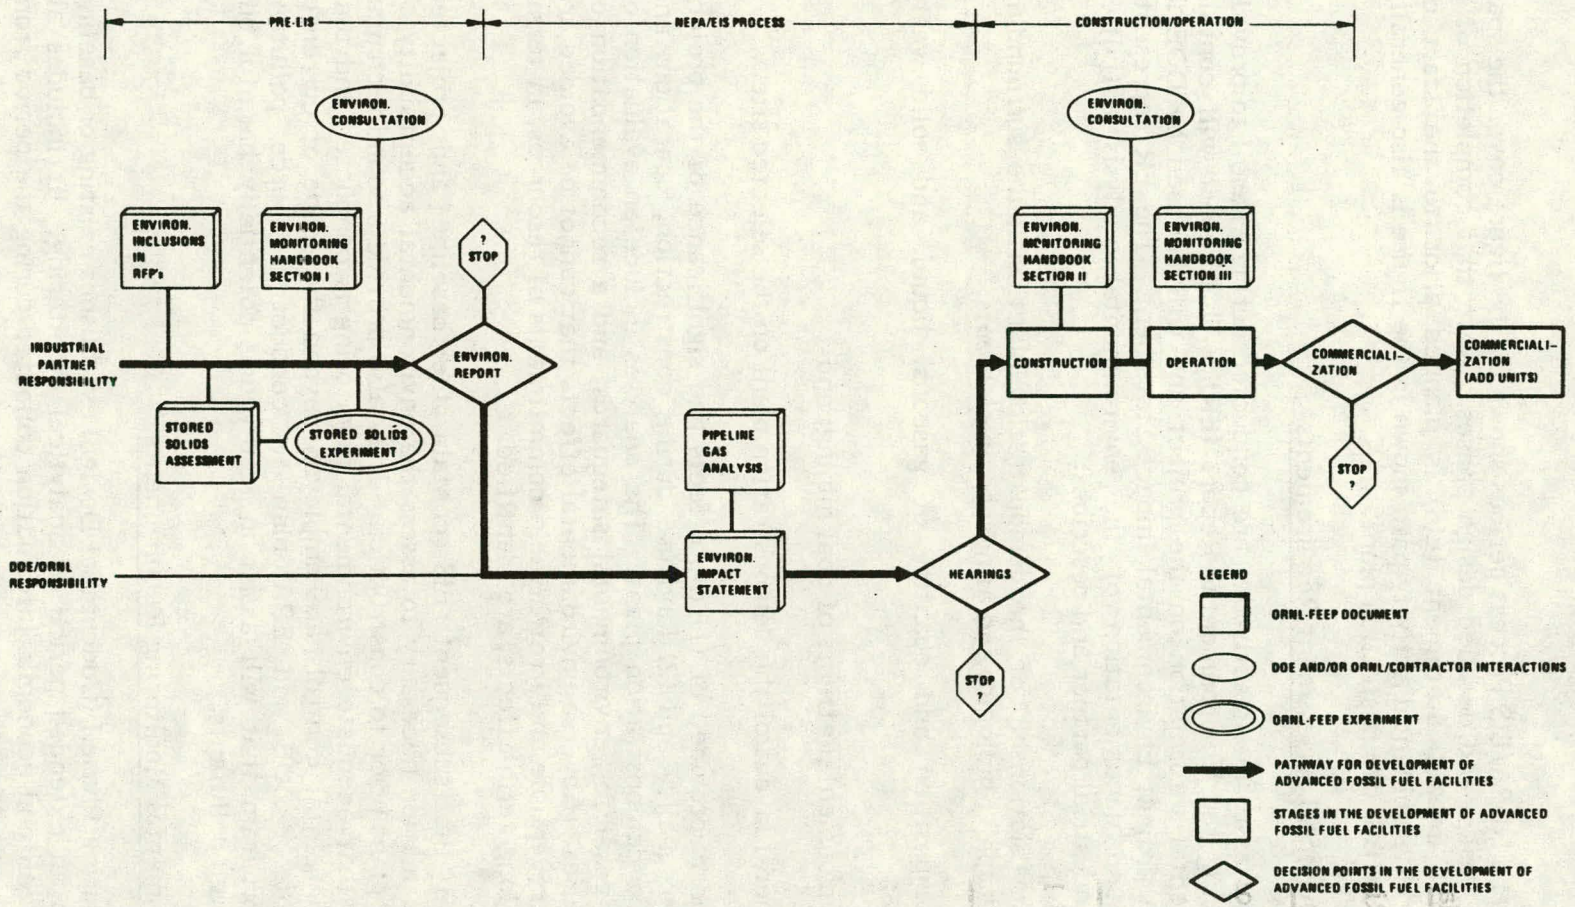 PRE-EIS
NEPA/EIS PROCESS
CONSTRUCTION/OPERATION
ENVIRON.
CONSULTATION
ENVIRON.
CONSULTATION
ENVIRON.
INCLUSIONS
IN
RFP's
ENVIRON.
MONITORING
HANDBOOK
SECTION I
?
STOP
ENVIRON.
MONITORING
HANDBOOK
SECTION II
ENVIRON.
MONITORING
HANDBOOK
SECTION III
INDUSTRIAL
PARTNER
RESPONSIBILITY
ENVIRON.
REPORT
CONSTRUCTION
OPERATION
COMMERCIALI-
ZATION
COMMERCIALI-
ZATION
(ADD UNITS)
STORED
SOLIDS
ASSESSMENT
STORED SOLIDS
EXPERIMENT
PIPELINE
GAS
ANALYSIS
STOP
?
DOE/ORNL
RESPONSIBILITY
ENVIRON.
IMPACT
STATEMENT
HEARINGS
STOP
?
LEGEND
ORNL-FEEP DOCUMENT
DOE AND/OR ORNL/CONTRACTOR INTERACTIONS
ORNL-FEEP EXPERIMENT
PATHWAY FOR DEVELOPMENT OF
ADVANCED FOSSIL FUEL FACILITIES
STAGES IN THE DEVELOPMENT OF ADVANCED
FOSSIL FUEL FACILITIES
DECISION POINTS IN THE DEVELOPMENT OF
ADVANCED FOSSIL FUEL FACILITIES